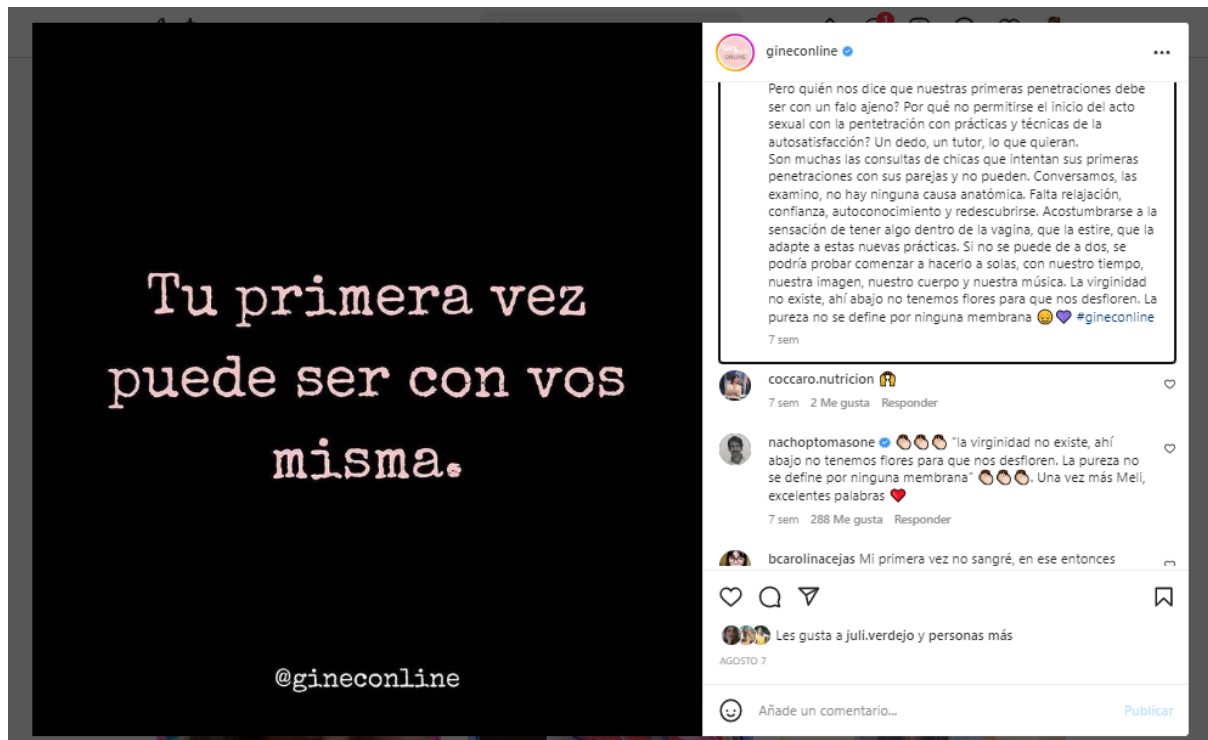 Tu primera vez
puede ser con vos
misma.
@gineconline
gineconline
Pero quién nos dice que nuestras primeras penetraciones debe
ser con un falo ajeno? Por qué no permitirse el inicio del acto
sexual con la pentetración con prácticas y técnicas de la
autosatisfacción? Un dedo, un tutor, lo que quieran.
Son muchas las consultas de chicas que intentan sus primeras
penetraciones con sus parejas y no pueden. Conversamos, las
examino, no hay ninguna causa anatómica. Falta relajación,
confianza, autoconocimiento y redescubrirse. Acostumbrarse a la
sensación de tener algo dentro de la vagina, que la estire, que la
adapte a estas nuevas prácticas. Si no se puede de a dos, se
podría probar comenzar a hacerlo a solas, con nuestro tiempo,
nuestra imagen, nuestro cuerpo y nuestra música. La virginidad
no existe, ahí abajo no tenemos flores para que nos desfloren. La
pureza no se define por ninguna membrana 😖💜 #gineconline
7 sem
coccaro.nutricion 🙌
7 sem 2 Me gusta Responder
nachoptomasone 👏👏👏 "la virginidad no existe, ahí
abajo no tenemos flores para que nos desfloren. La pureza no
se define por ninguna membrana" 👏👏👏. Una vez más Meli,
excelentes palabras ❤️
7 sem 288 Me gusta Responder
bcarolinacejas Mi primera vez no sangré, en ese entonces
Les gusta a juli.verdejo y personas más
AGOSTO 7
Añade un comentario...
Publicar